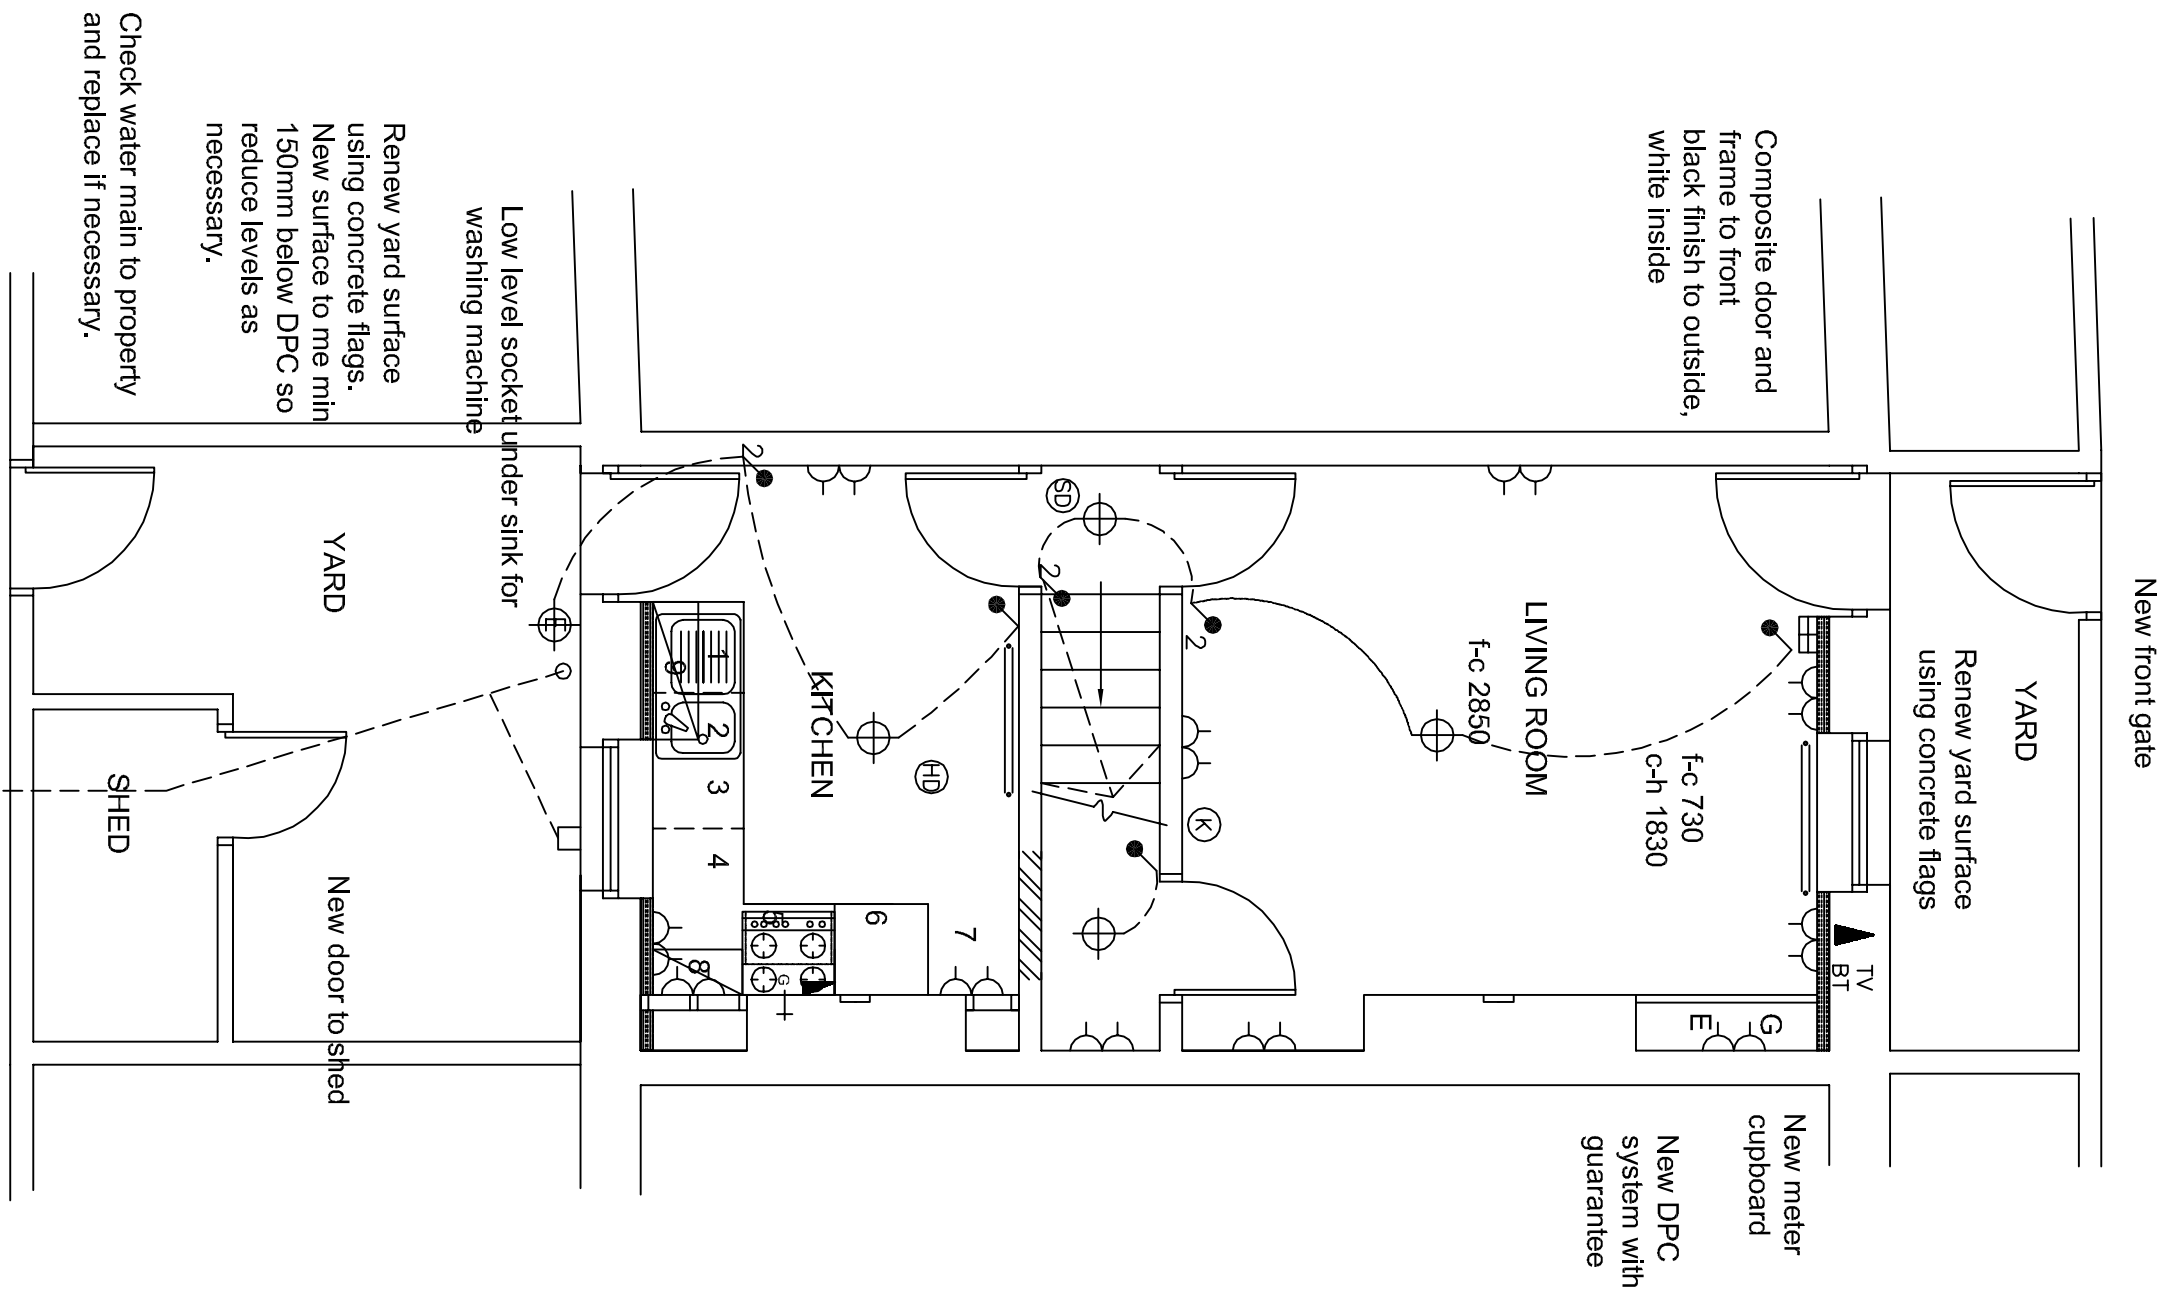 New front gate
YARD
Renew yard surface
using concrete flags
Composite door and
frame to front
black finish to outside,
white inside
TV
BT
G
E
New meter
cupboard
New DPC
system with
guarantee
f-c 730
c-h 1830
LIVING ROOM
f-c 2850
2
K
SD
2
HD
KITCHEN
2
7
6
5
G
8
4
3
2
1
9
E
Low level socket under sink for
washing machine
Renew yard surface
using concrete flags.
New surface to me min
150mm below DPC so
reduce levels as
necessary.
YARD
New door to shed
SHED
Check water main to property
and replace if necessary.